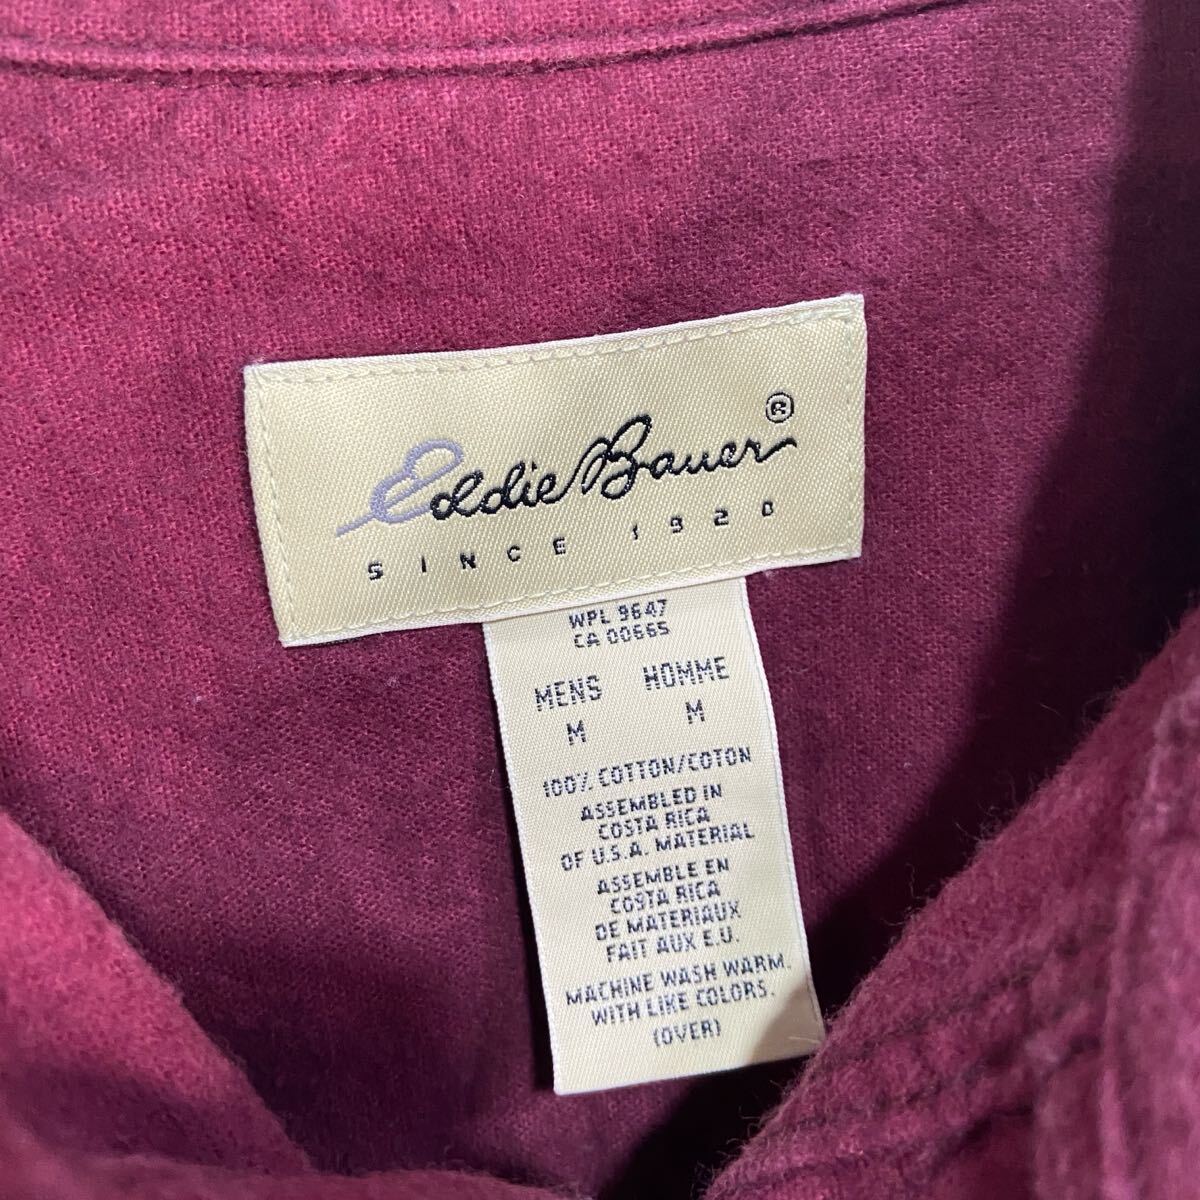 Eddie Bauer®
SINCE 1920
WPL 9647
CA 00665
MENS HOMME
M M
100% COTTON/COTON
ASSEMBLED IN
COSTA RICA
OF U.S.A. MATERIAL
ASSEMBLE EN
COSTA RICA
DE MATERIAUX
FAIT AUX E.U.
MACHINE WASH WARM.
WITH LIKE COLORS.
(OVER)